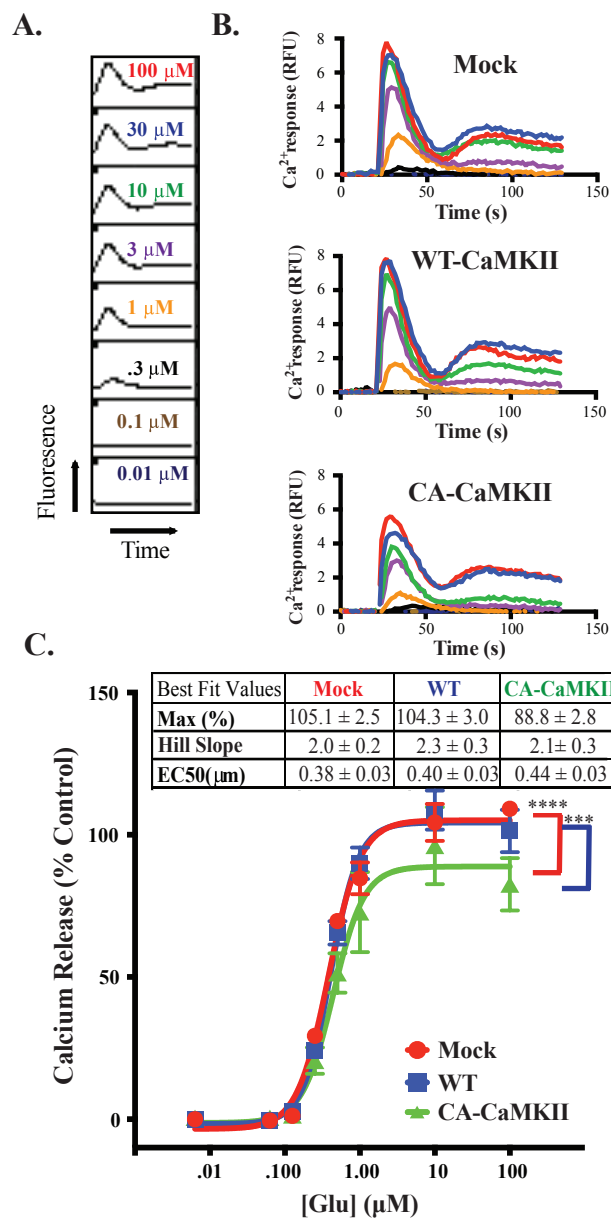 A.
100 μM
30 μM
10 μM
3 μM
1 μM
.3 μM
0.1 μM
0.01 μM
Fluoresence
Time
B.
Mock
Ca2+response (RFU)
8
6
4
2
0
0
50
100
150
Time (s)
WT-CaMKII
Ca2+response (RFU)
8
6
4
2
0
0
50
100
150
Time (s)
CA-CaMKII
Ca2+response (RFU)
8
6
4
2
0
0
50
100
150
Time (s)
C.
Best Fit Values Mock WT CA-CaMKII
Max (%) 105.1 ± 2.5 104.3 ± 3.0 88.8 ± 2.8
Hill Slope 2.0 ± 0.2 2.3 ± 0.3 2.1± 0.3
EC50(μm) 0.38 ± 0.03 0.40 ± 0.03 0.44 ± 0.03
**** ***
Calcium Release (% Control)
150
100
50
0
Mock
WT
CA-CaMKII
.01 .100 1.00 10 100
[Glu] (μM)